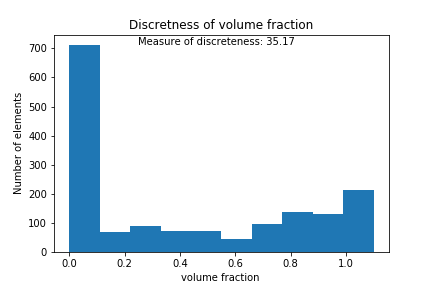 Discretness of volume fraction
Measure of discreteness: 35.17
700
600
500
400
300
200
100
0
Number of elements
0.0 0.2 0.4 0.6 0.8 1.0
volume fraction